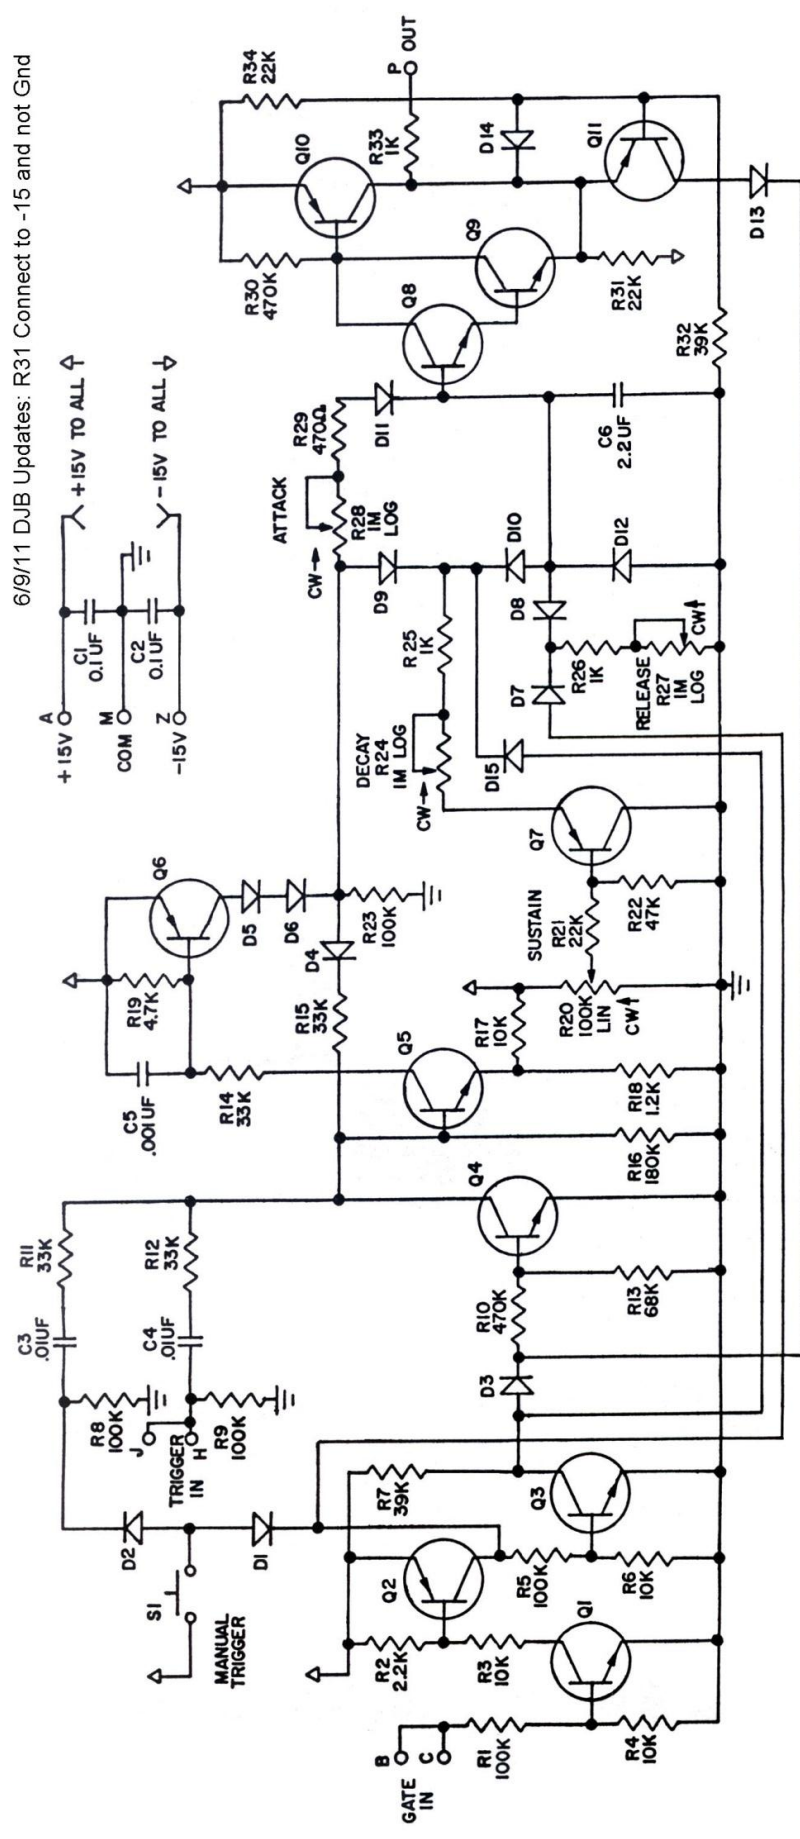 6/9/11 DJB Updates: R31 Connect to -15 and not Gnd
A
+15V
+15V TO ALL
C1
0.1UF
M
COM
C2
0.1UF
Z
-15V
-15V TO ALL
B
C
GATE
IN
R1
100K
R4
10K
Q1
R2
2.2K
R3
10K
Q2
R5
100K
R6
10K
R7
39K
Q3
S1
MANUAL
TRIGGER
D2
D1
R8
100K
J
TRIGGER
IN
H
R9
100K
C3
.01UF
R11
33K
C4
.01UF
R12
33K
D3
R10
470K
R13
68K
Q4
R16
180K
C5
.001UF
R14
33K
R19
4.7K
Q6
Q5
R15
33K
D4
D5
D6
R23
100K
R17
10K
R18
1.2K
R20
100K
LIN
CW
SUSTAIN
R21
22K
R22
47K
Q7
DECAY
R24
1M LOG
CW
R25
1K
D15
D9
D10
D7
D8
R26
1K
RELEASE
R27
1M
LOG
CW
D12
ATTACK
CW
R28
1M
LOG
R29
470Ω
D11
C6
2.2UF
Q8
Q9
R30
470K
Q10
R34
22K
R33
1K
P
OUT
D14
Q11
R31
22K
R32
39K
D13